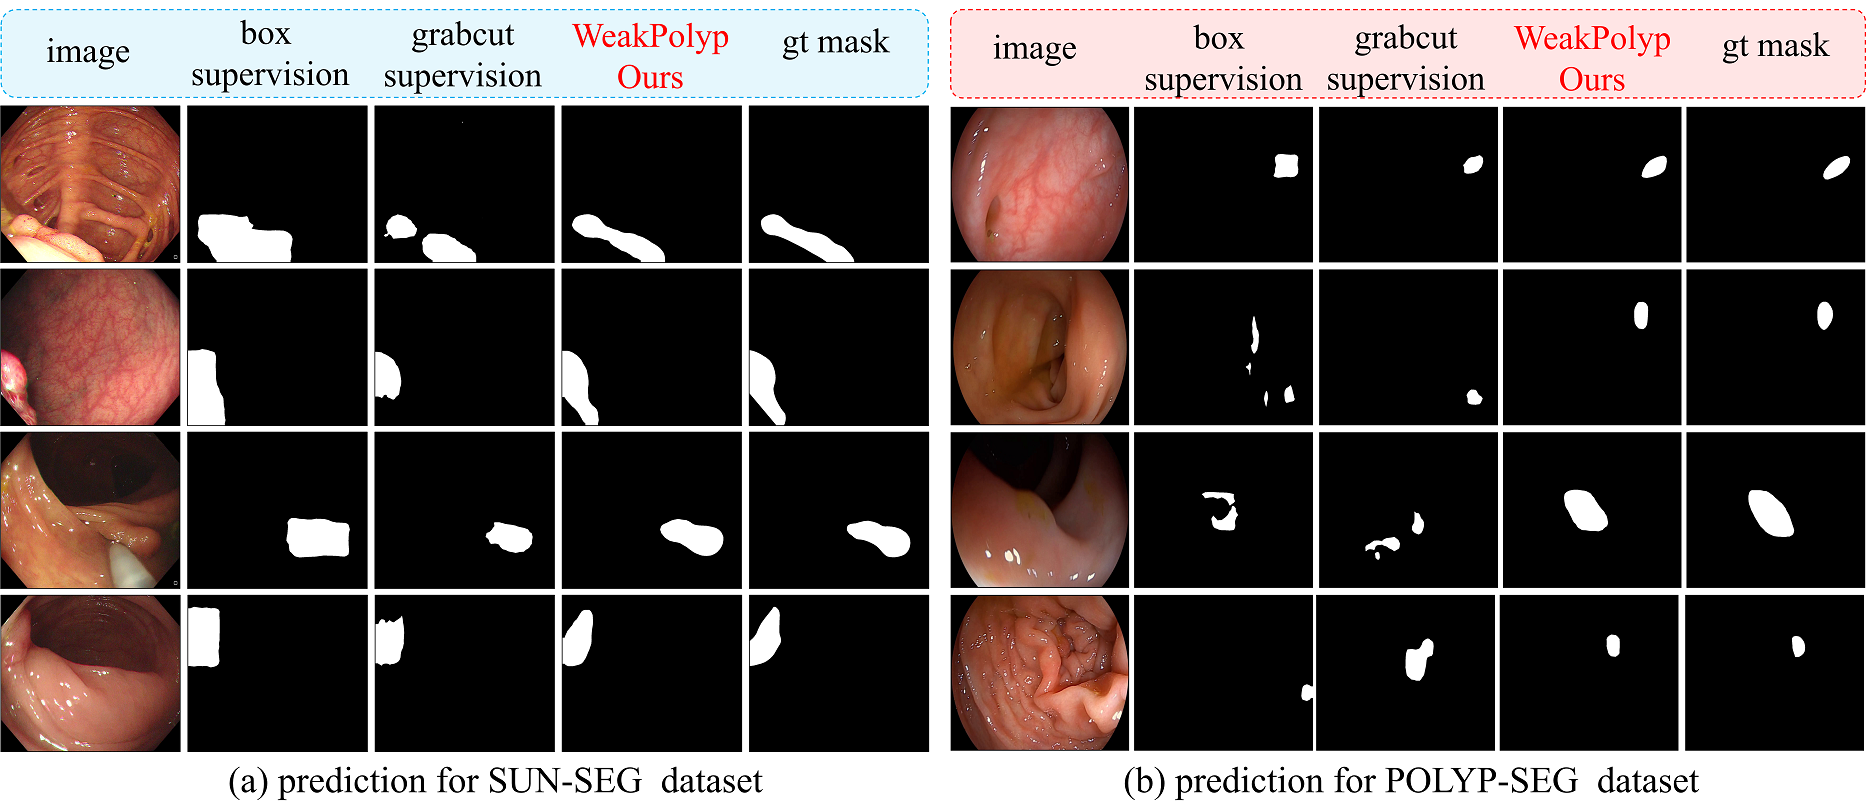 image
box
supervision
grabcut
supervision
WeakPolyp
Ours
gt mask
image
box
supervision
grabcut
supervision
WeakPolyp
Ours
gt mask
(a) prediction for SUN-SEG dataset
(b) prediction for POLYP-SEG dataset